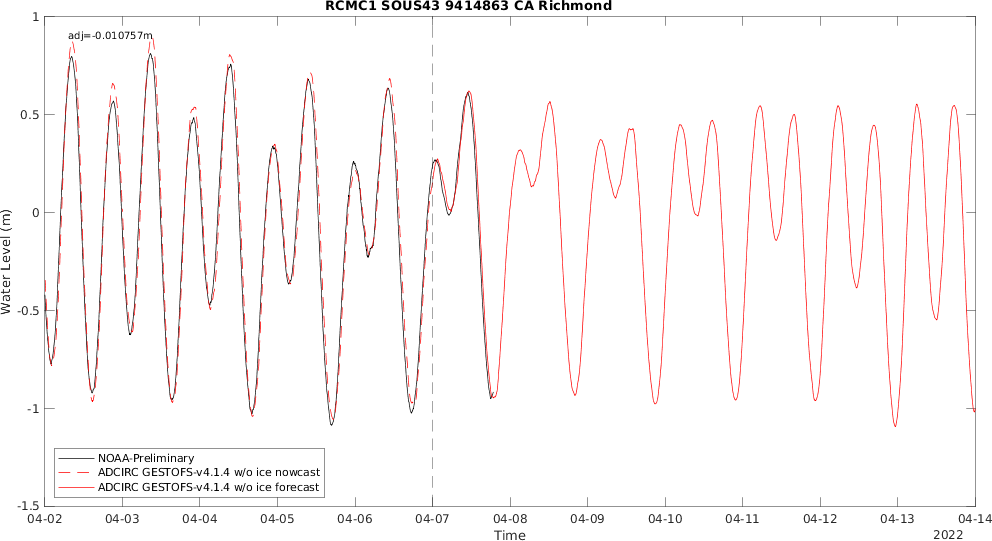 RCMC1 SOUS43 9414863 CA Richmond
adj=-0.010757m
Water Level (m)
1
0.5
0
-0.5
-1
-1.5
NOAA-Preliminary
ADCIRC GESTOFS-v4.1.4 w/o ice nowcast
ADCIRC GESTOFS-v4.1.4 w/o ice forecast
04-02 04-03 04-04 04-05 04-06 04-07 04-08 04-09 04-10 04-11 04-12 04-13 04-14
Time
2022